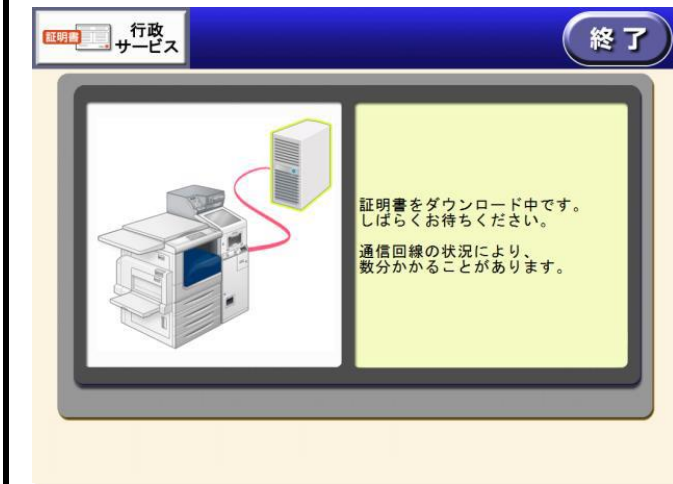 証明書
行政
サービス
終了
証明書をダウンロード中です。
しばらくお待ちください。
通信回線の状況により、
数分かかることがあります。